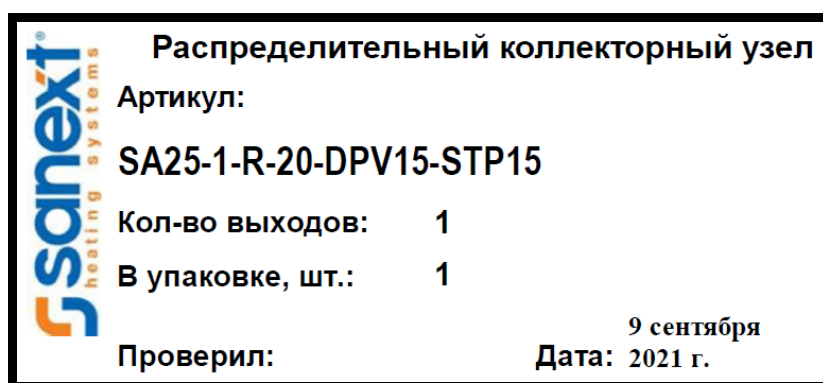 sanext®
heating systems
Распределительный коллекторный узел
Артикул:
SA25-1-R-20-DPV15-STP15
Кол-во выходов: 1
В упаковке, шт.: 1
Проверил: Дата: 9 сентября
2021 г.